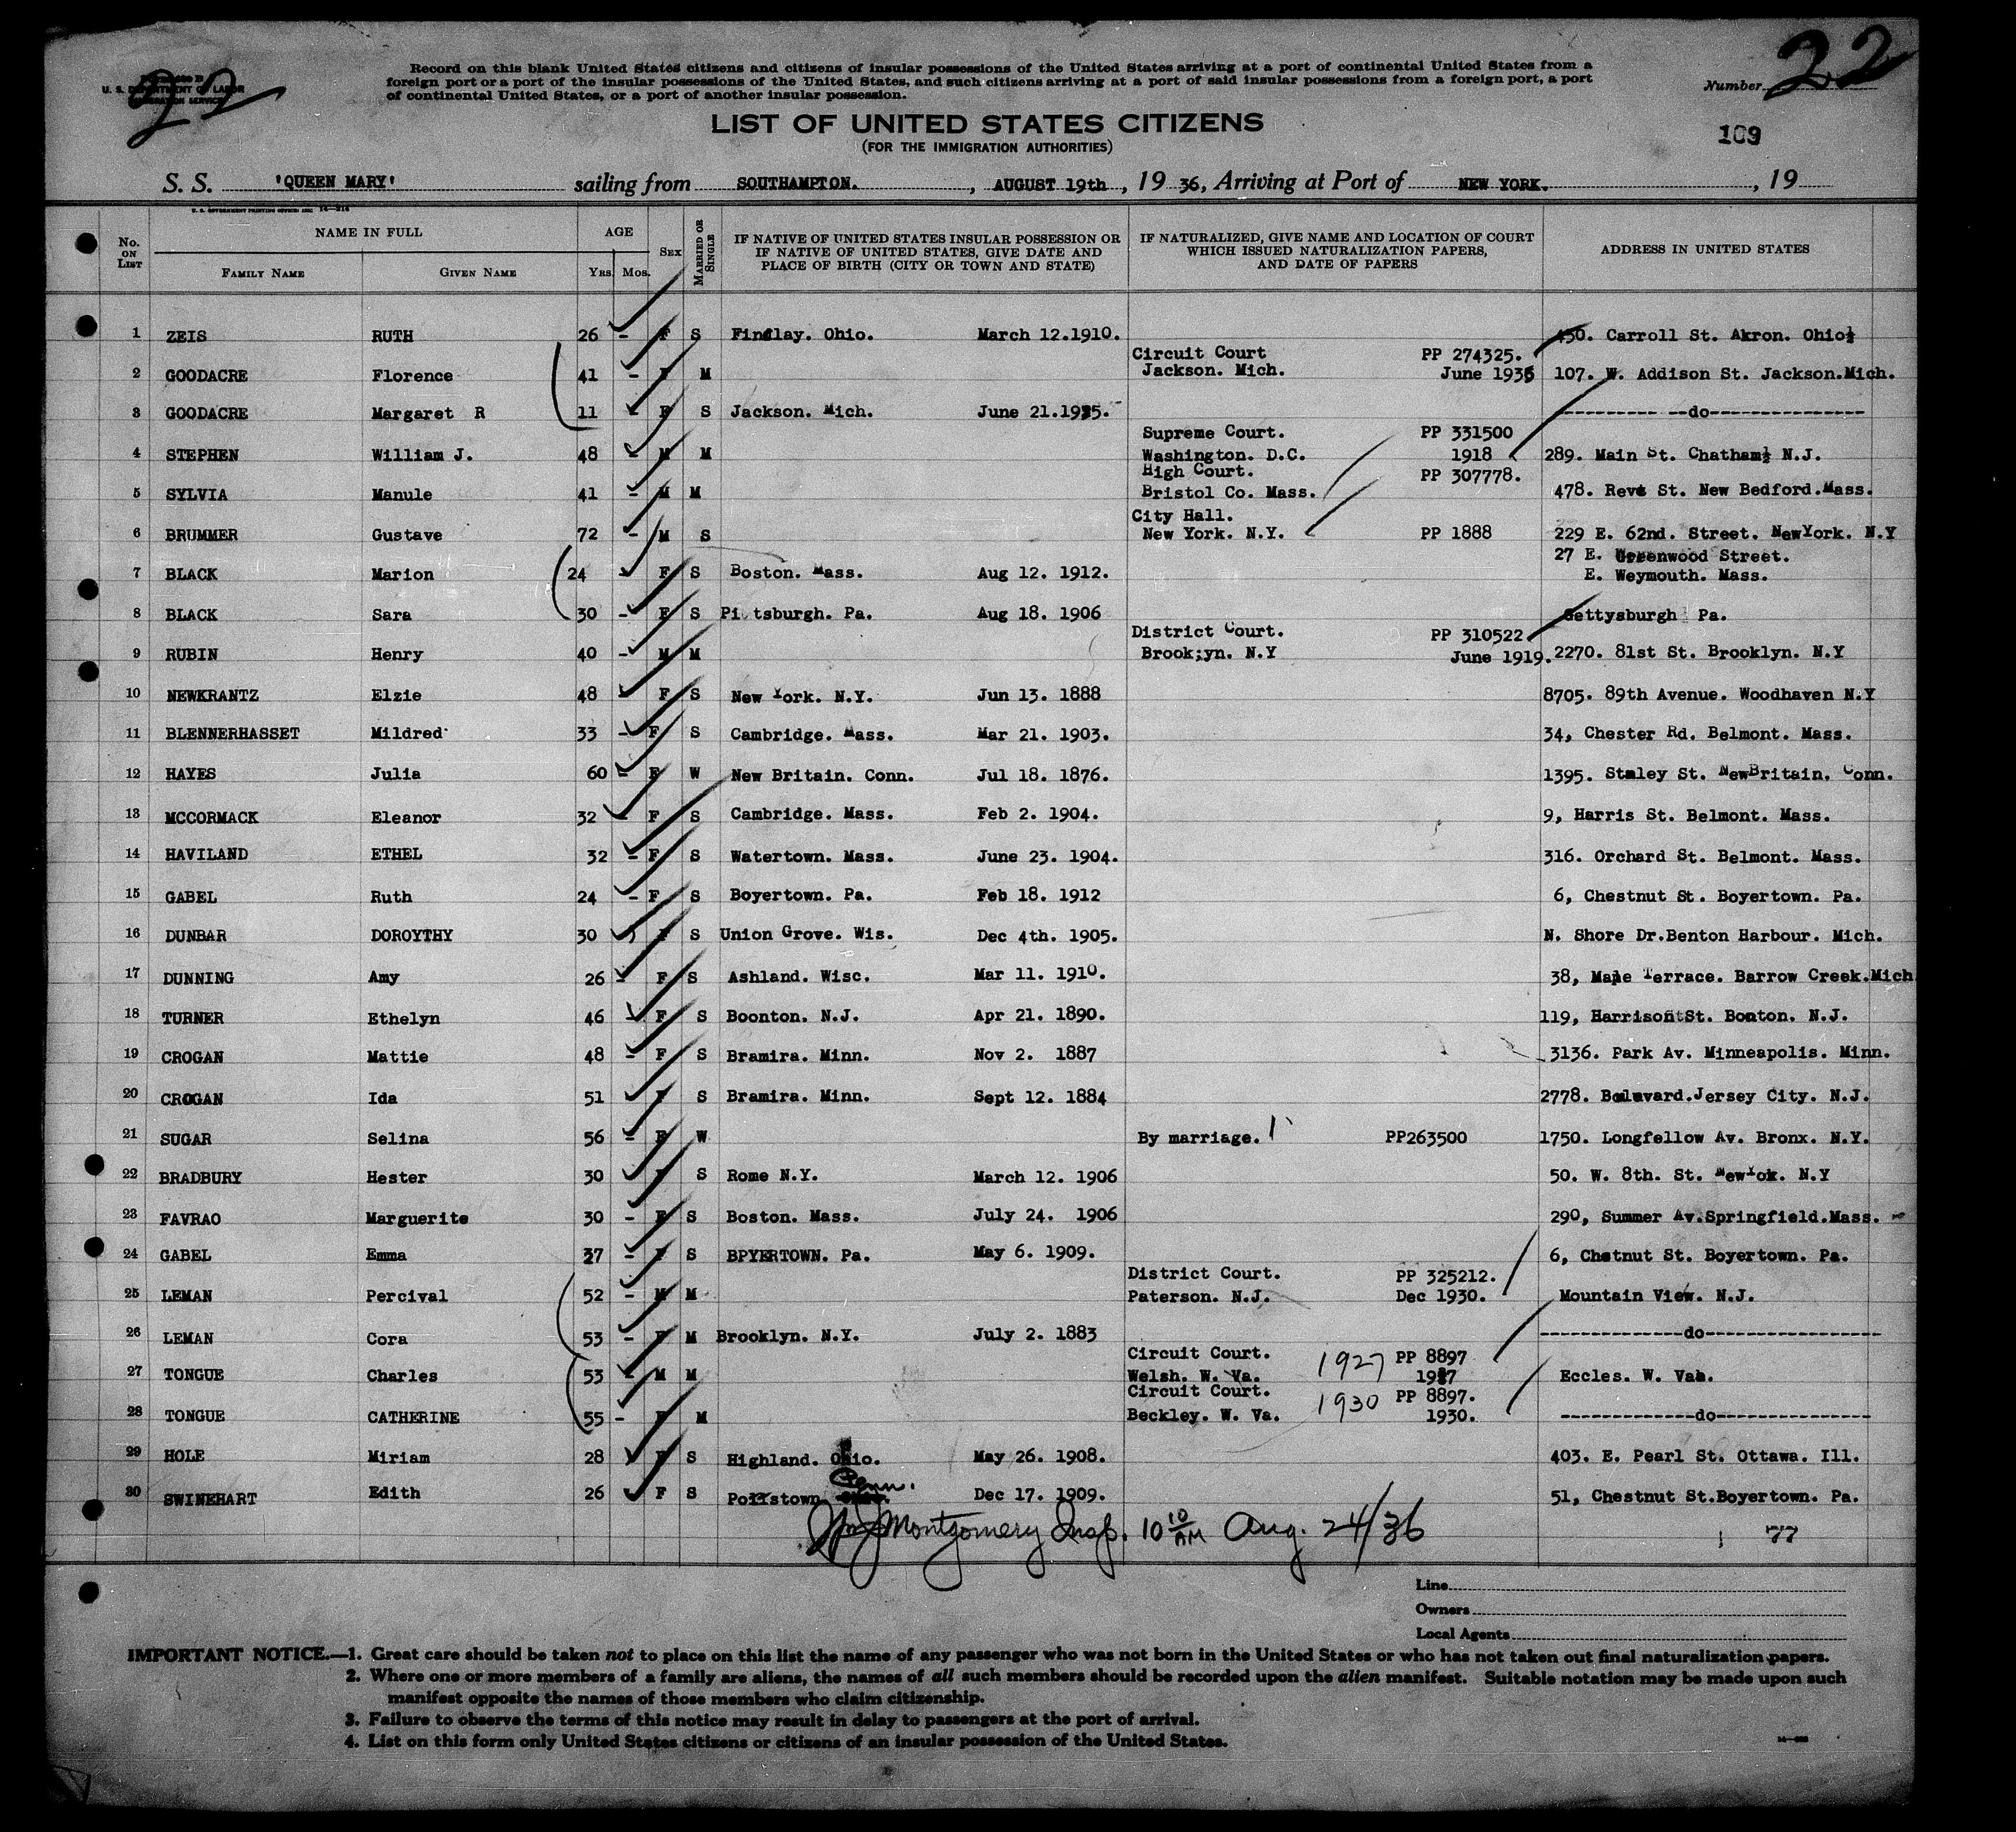 Record on this blank United States citizens and citizens of insular possessions of the United States arriving at a port of continental United States from a
foreign port or a port of the insular possessions of the United States, and such citizens arriving at a port of said insular possessions from a foreign port, a port
of continental United States, or a port of another insular possession.
U. S. DEPARTMENT OF LABOR
22
Number 22
LIST OF UNITED STATES CITIZENS
(FOR THE IMMIGRATION AUTHORITIES)
109
S. S. 'QUEEN MARY' sailing from SOUTHAMPTON. , AUGUST 19th , 19 36, Arriving at Port of NEW YORK. , 19
No. ON LIST NAME IN FULL FAMILY NAME GIVEN NAME AGE YRS. MOS. SEX MARRIED OR SINGLE IF NATIVE OF UNITED STATES INSULAR POSSESSION OR IF NATIVE OF UNITED STATES, GIVE DATE AND PLACE OF BIRTH (CITY OR TOWN AND STATE) IF NATURALIZED, GIVE NAME AND LOCATION OF COURT WHICH ISSUED NATURALIZATION PAPERS, AND DATE OF PAPERS ADDRESS IN UNITED STATES
1 ZEIS RUTH 26 - F S Findlay. Ohio. March 12.1910. 450. Carroll St. Akron. Ohio
Circuit Court PP 274325.
2 GOODACRE Florence 41 - F M Jackson. Mich. June 1935 107. W. Addison St. Jackson.Mich.
3 GOODACRE Margaret R 11 - F S Jackson. Mich. June 21.1925. ---do---
Supreme Court. PP 331500
4 STEPHEN William J. 48 - M M Washington. D.C. 1918 289. Main St. Chatham N.J.
High Court. PP 307778.
5 SYLVIA Manule 41 - M M Bristol Co. Mass. 478. Reve St. New Bedford.Mass.
City Hall.
6 BRUMMER Gustave 72 - M S New York. N.Y. PP 1888 229 E. 62nd. Street. NewYork. N.Y
27 E. Greenwood Street.
7 BLACK Marion 24 F S Boston. Mass. Aug 12. 1912. E. Weymouth. Mass.
8 BLACK Sara 30 - F S Pittsburgh. Pa. Aug 18. 1906 Gettysburgh Pa.
District Court. PP 310522
9 RUBIN Henry 40 - M M Brook;yn. N.Y June 1919. 2270. 81st St. Brooklyn. N.Y
10 NEWKRANTZ Elzie 48 - F S New York. N.Y. Jun 13. 1888 8705. 89th Avenue. Woodhaven N.Y
11 BLENNERHASSET Mildred 33 - F S Cambridge. Mass. Mar 21. 1903. 34, Chester Rd. Belmont. Mass.
12 HAYES Julia 60 - F W New Britain. Conn. Jul 18. 1876. 1395. Staley St. NewBritain. Conn.
13 MCCORMACK Eleanor 32 - F S Cambridge. Mass. Feb 2. 1904. 9, Harris St. Belmont. Mass.
14 HAVILAND ETHEL 32 - F S Watertown. Mass. June 23. 1904. 316. Orchard St. Belmont. Mass.
15 GABEL Ruth 24 - F S Boyertown. Pa. Feb 18. 1912 6, Chestnut St. Boyertown. Pa.
16 DUNBAR DOROYTHY 30 F S Union Grove. Wis. Dec 4th. 1905. N. Shore Dr.Benton Harbour. Mich.
17 DUNNING Amy 26 - F S Ashland. Wisc. Mar 11. 1910. 38, Maple Terrace. Barrow Creek.Mich
18 TURNER Ethelyn 46 - F S Boonton. N.J. Apr 21. 1890. 119, Harrison St. Boaton. N.J.
19 CROGAN Mattie 48 - F S Bramira. Minn. Nov 2. 1887 3136. Park Av. Minneapolis. Minn.
20 CROGAN Ida 51 F S Bramira. Minn. Sept 12. 1884 2778. Bolevard.Jersey City. N.J.
21 SUGAR Selina 56 - F W By marriage. PP263500 1750. Longfellow Av. Bronx. N.Y.
22 BRADBURY Hester 30 F S Rome N.Y. March 12. 1906 50. W. 8th. St. NewYok. N.Y
23 FAVRAO Marguerite 30 - F S Boston. Mass. July 24. 1906 290, Summer Av.Springfield.Mass.
24 GABEL Emma 27 - F S BPYERTOWN. Pa. May 6. 1909. 6, Chetnut St. Boyertown. Pa.
District Court. PP 325212.
25 LEMAN Percival 52 - M M Paterson. N.J. Dec 1930. Mountain View. N.J.
26 LEMAN Cora 53 - F M Brooklyn. N.Y. July 2. 1883 ---do---
Circuit Court. 1927 PP 8897
27 TONGUE Charles 53 - M M Welsh. W. Va. 1927 Eccles. W. Va.
Circuit Court. 1930 PP 8897.
28 TONGUE CATHERINE 55 - F M Beckley. W. Va. 1930. ---do---
29 HOLE Miriam 28 F S Highland. Ohio. May 26. 1908. 403. E. Pearl St. Ottawa. Ill.
Penn.
30 SWINEHART Edith 26 F S Pottstown Dec 17. 1909. 51, Chestnut St.Boyertown. Pa.
Montgomery Insp. 10 10/AM Aug. 24/36
77
Line
Owners
Local Agents
IMPORTANT NOTICE.—1. Great care should be taken not to place on this list the name of any passenger who was not born in the United States or who has not taken out final naturalization papers.
2. Where one or more members of a family are aliens, the names of all such members should be recorded upon the alien manifest. Suitable notation may be made upon such
manifest opposite the names of those members who claim citizenship.
3. Failure to observe the terms of this notice may result in delay to passengers at the port of arrival.
4. List on this form only United States citizens or citizens of an insular possession of the United States.